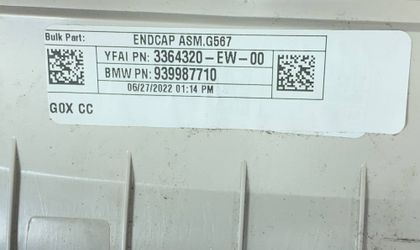 Bulk Part: ENDCAP ASM.G567
YFAI PN: 3364320-EW-00
BMW PN: 939987710
06/27/2022 01:14 PM
G0X CC